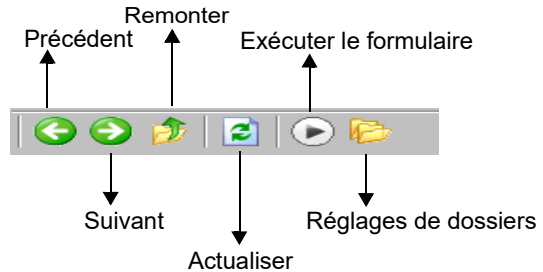 Remonter
Précédent
Exécuter le formulaire
Suivant
Réglages de dossiers
Actualiser